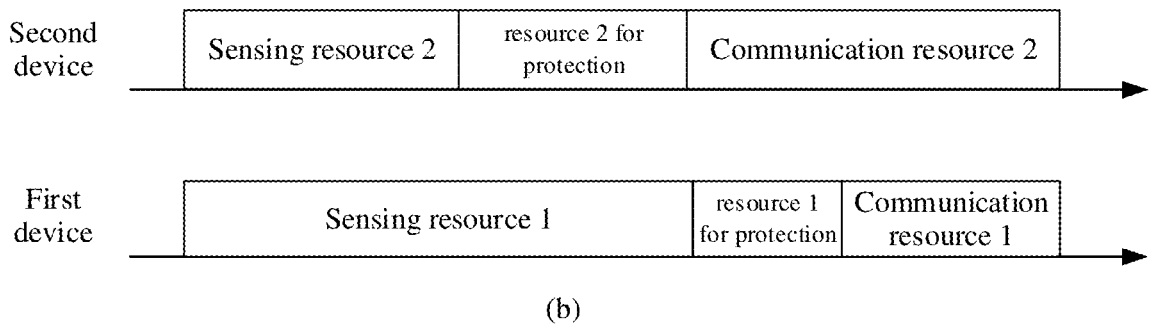 Second
device
Sensing resource 2
resource 2 for
protection
Communication resource 2
First
device
Sensing resource 1
resource 1
for protection
Communication
resource 1
(b)